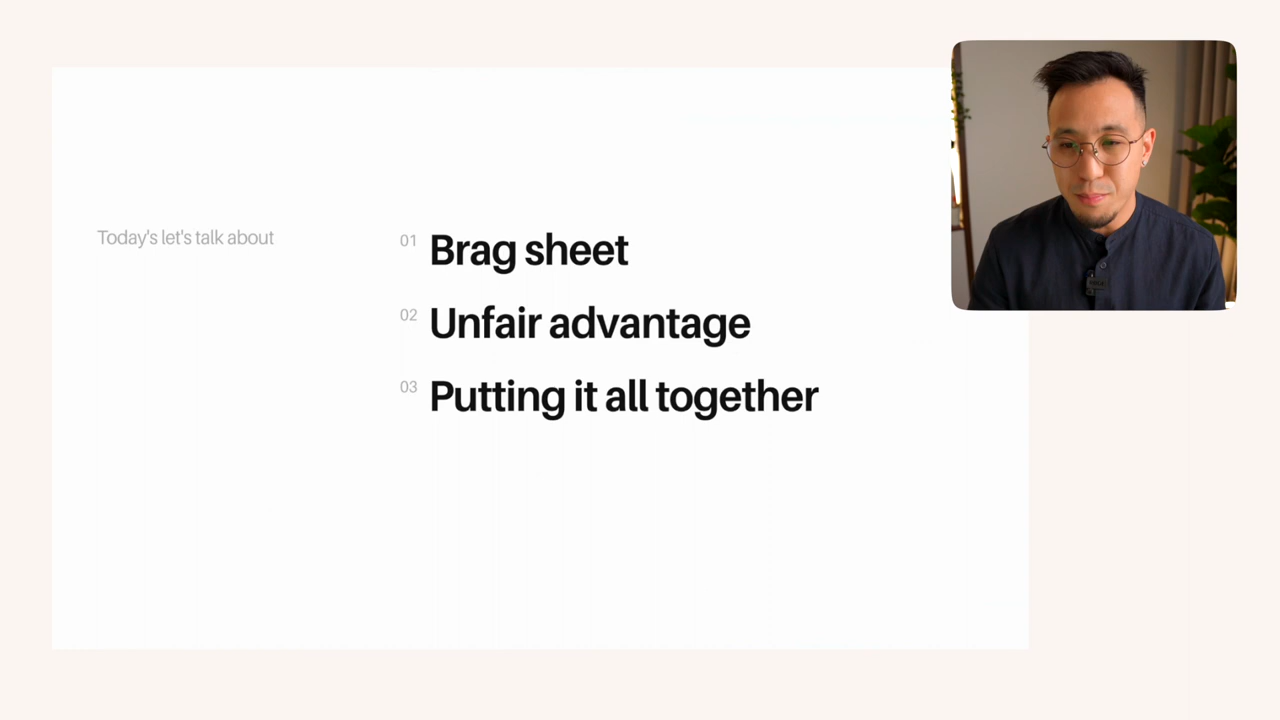 Today's let's talk about
01 Brag sheet
02 Unfair advantage
03 Putting it all together